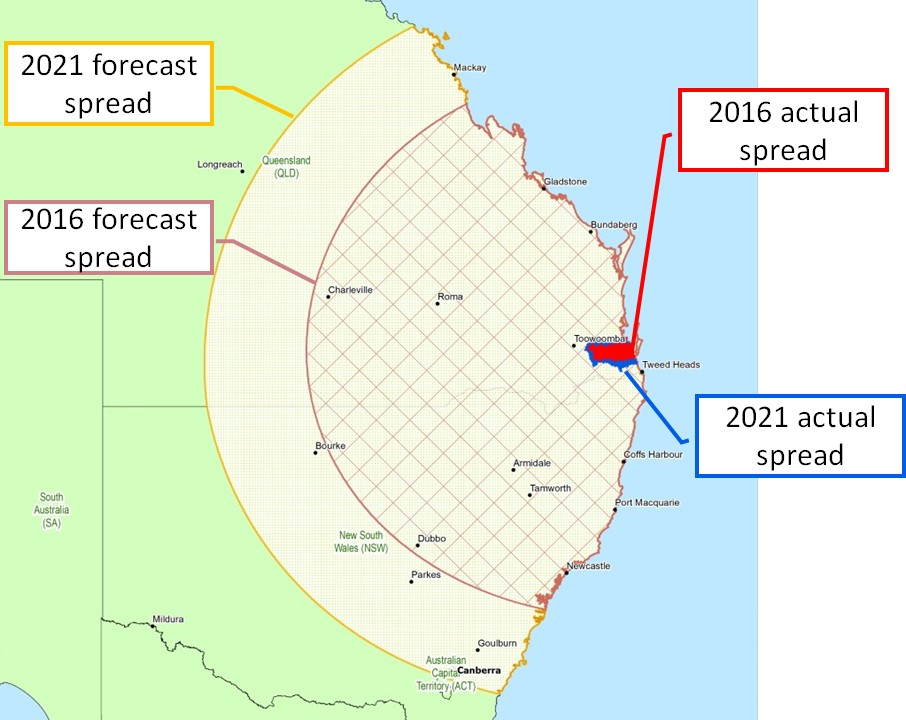 2021 forecast
spread
Mackay
2016 actual
spread
Longreach
Queensland
(QLD)
Gladstone
2016 forecast
spread
Bundaberg
Charleville
Roma
Toowoomba
Tweed Heads
2021 actual
spread
Bourke
Coffs Harbour
Armidale
Tamworth
South
Australia
(SA)
Port Macquarie
New South
Wales (NSW)
Dubbo
Newcastle
Parkes
Mildura
Goulburn
Australian
Capital
Territory (ACT)
Canberra